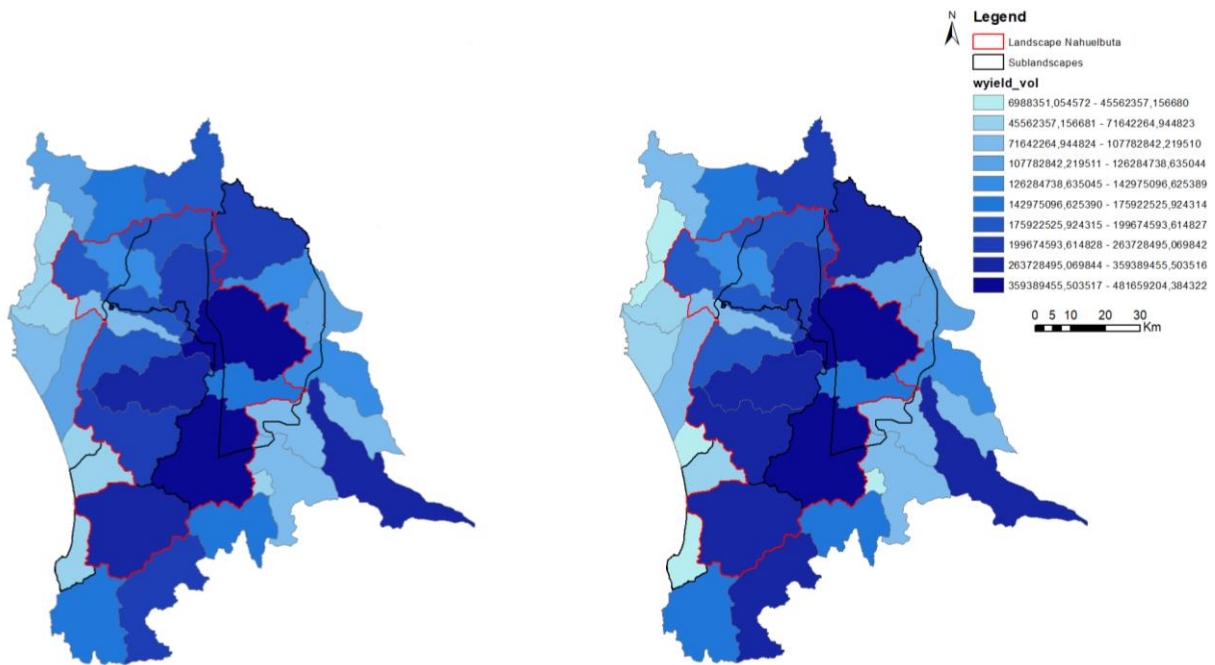 N
Legend
Landscape Nahuelbuta
Sublandscapes
wyield_vol
6988351,054572 - 45562357,156680
45562357,156681 - 71642264,944823
71642264,944824 - 107782842,219510
107782842,219511 - 126284738,635044
126284738,635045 - 142975096,625389
142975096,625390 - 175922525,924314
175922525,924315 - 199674593,614827
199674593,614828 - 263728495,069842
263728495,069844 - 359389455,503516
359389455,503517 - 481659204,384322
0 5 10 20 30
Km